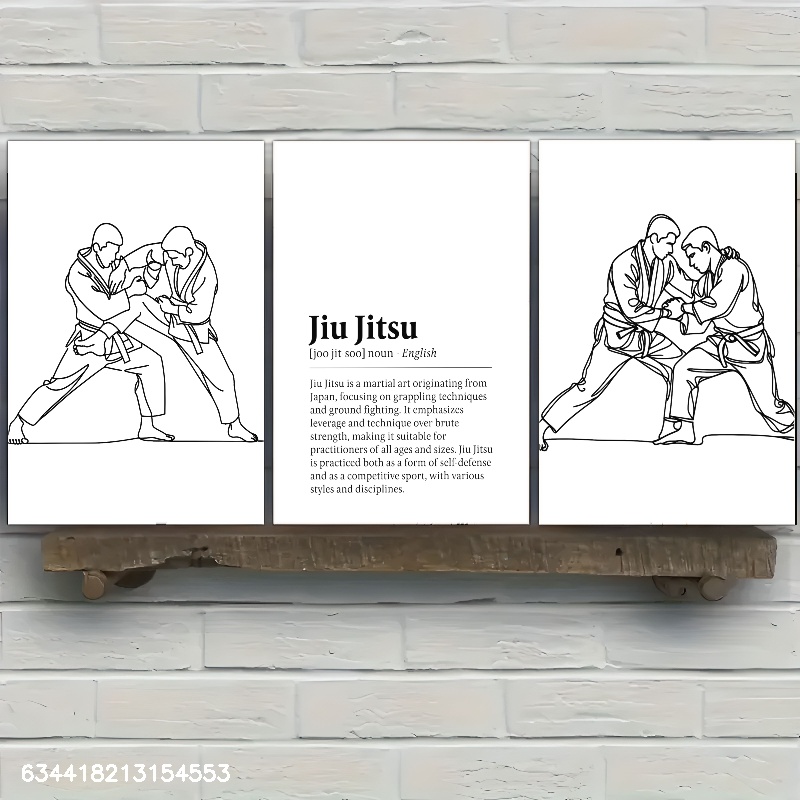 Jiu Jitsu
[joo jit soo] noun · English
Jiu Jitsu is a martial art originating from
Japan, focusing on grappling techniques
and ground fighting. It emphasizes
leverage and technique over brute
strength, making it suitable for
practitioners of all ages and sizes. Jiu Jitsu
is practiced both as a form of self-defense
and as a competitive sport, with various
styles and disciplines.
634418213154553